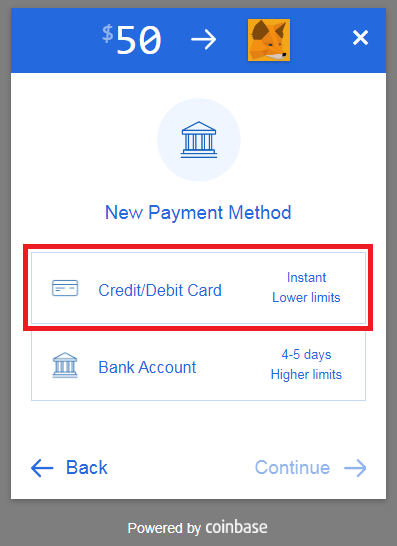 $50
New Payment Method
Credit/Debit Card
Instant
Lower limits
Bank Account
4-5 days
Higher limits
Back
Continue
Powered by coinbase